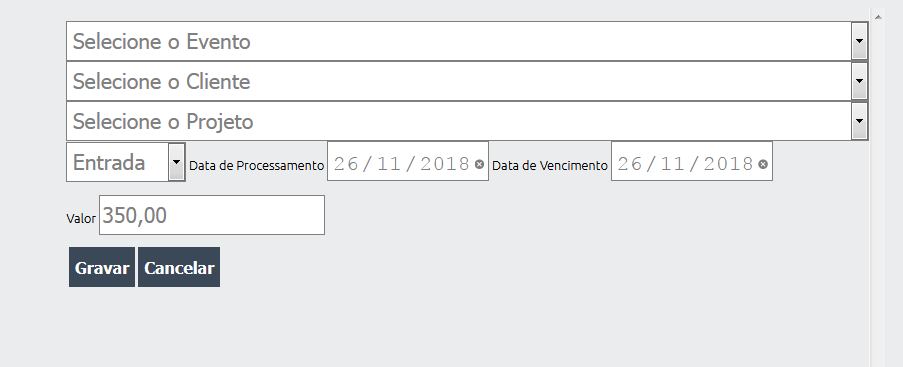 Selecione o Evento
Selecione o Cliente
Selecione o Projeto
Entrada Data de Processamento 26/11/2018 Data de Vencimento 26/11/2018
Valor 350,00
Gravar Cancelar